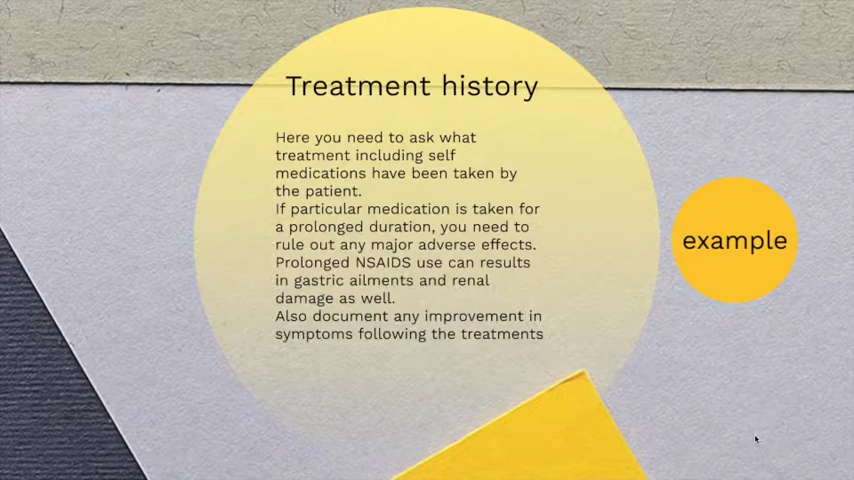 Treatment history
Here you need to ask what
treatment including self
medications have been taken by
the patient.
If particular medication is taken for
a prolonged duration, you need to
rule out any major adverse effects.
Prolonged NSAIDS use can results
in gastric ailments and renal
damage as well.
Also document any improvement in
symptoms following the treatments
example